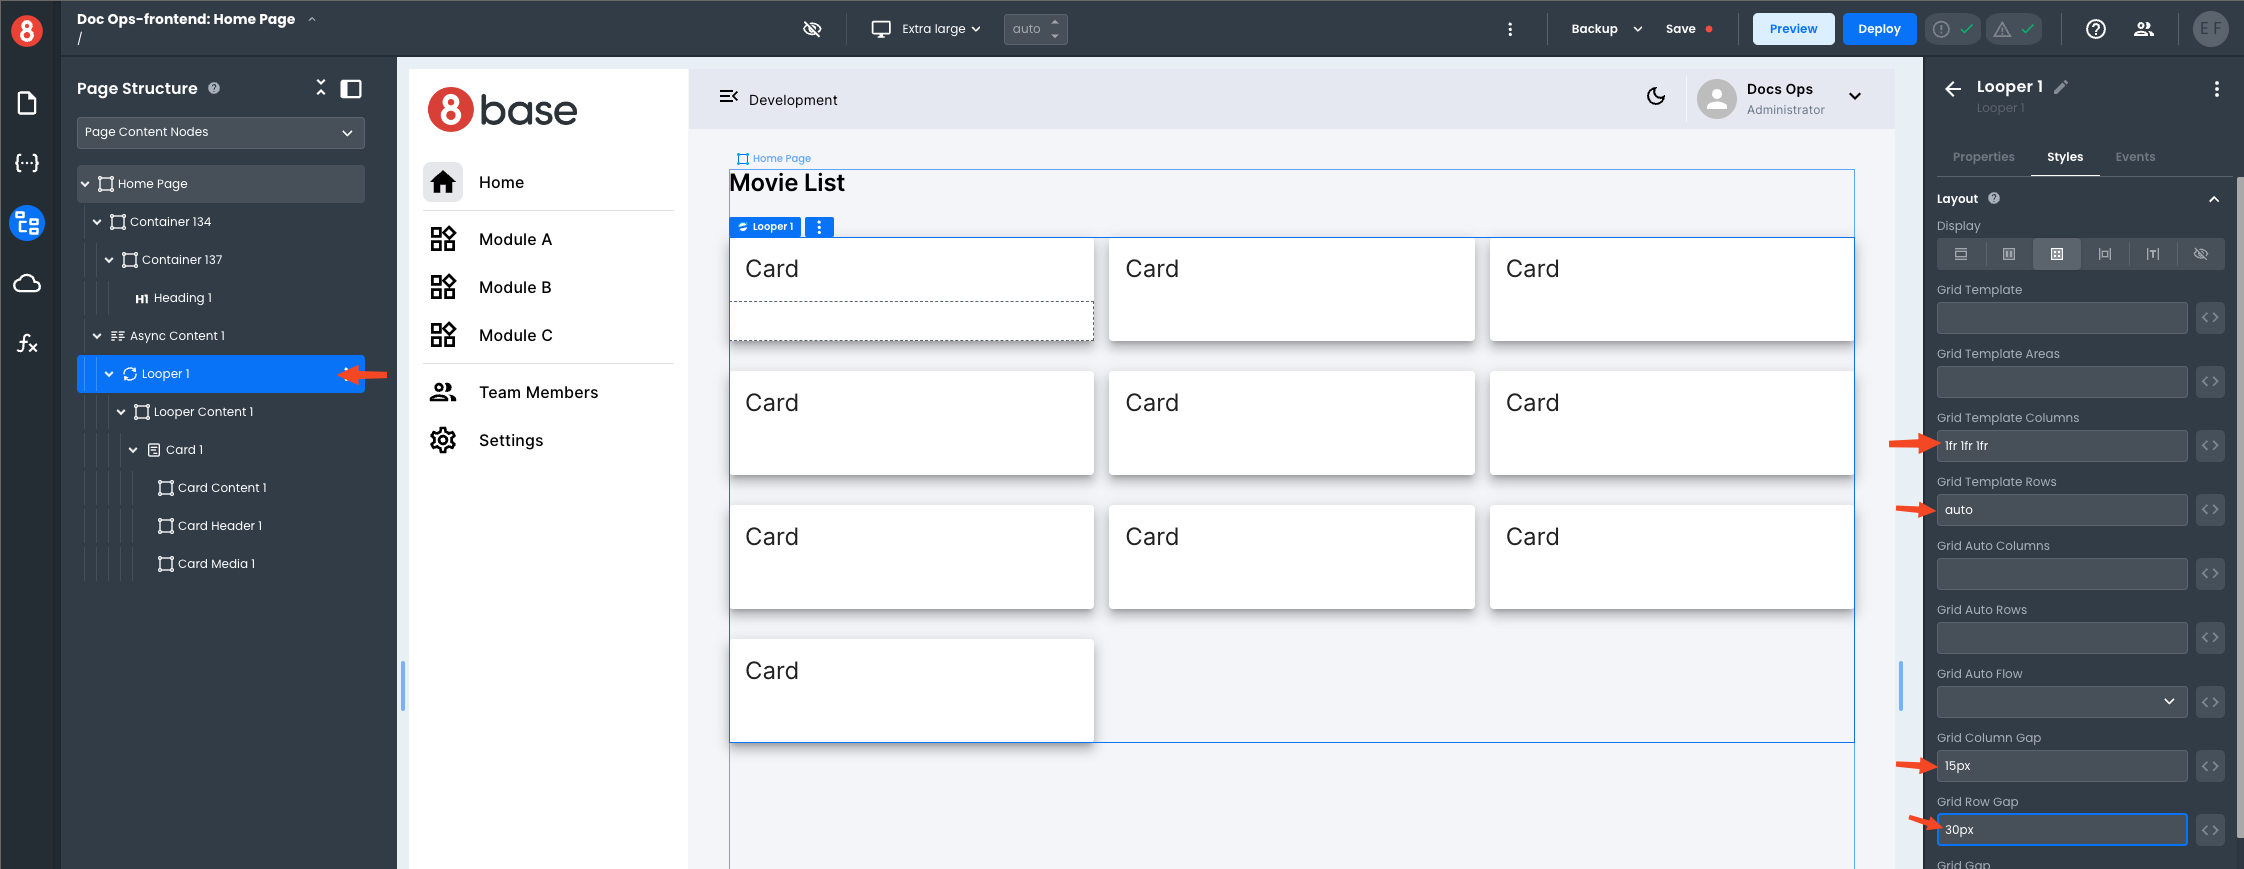 Doc Ops-frontend: Home Page
/
Extra large
auto
Backup
Save
Preview
Deploy
E F
Page Structure
Page Content Nodes
Home Page
Container 134
Container 137
H1 Heading 1
Async Content 1
Looper 1
Looper Content 1
Card 1
Card Content 1
Card Header 1
Card Media 1
8base
Home
Module A
Module B
Module C
Team Members
Settings
Development
Docs Ops
Administrator
Home Page
Movie List
Looper 1
Card Card Card
Card Card Card
Card Card Card
Card
Looper 1
Looper 1
Properties Styles Events
Layout
Display
Grid Template
Grid Template Areas
Grid Template Columns
1fr 1fr 1fr
Grid Template Rows
auto
Grid Auto Columns
Grid Auto Rows
Grid Auto Flow
Grid Column Gap
15px
Grid Row Gap
30px
Grid Gap